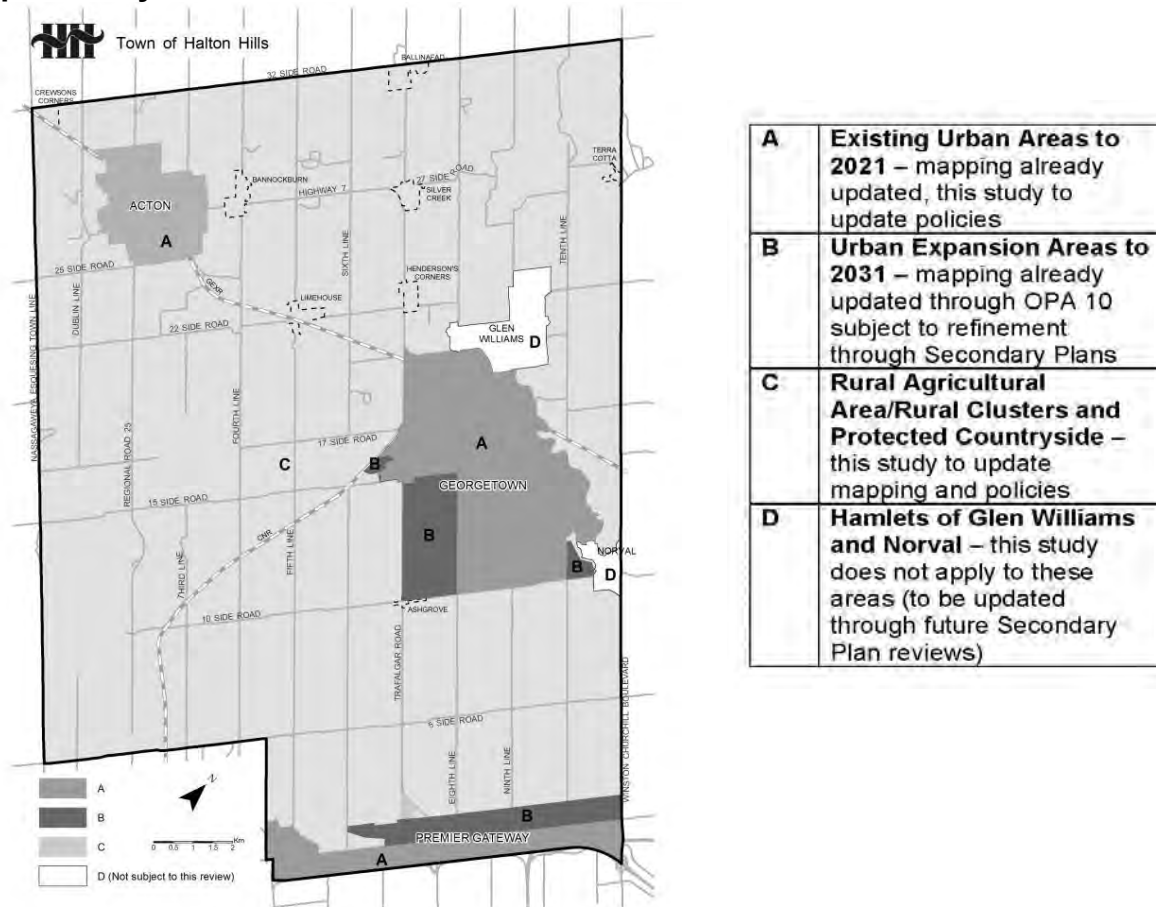 Town of Halton Hills
32 SIDE ROAD
BALLINAFAD
CREWSONS
CORNERS
TERRA
COTTA
BANNOCKBURN
HIGHWAY 7
27 SIDE ROAD
SILVER
CREEK
ACTON
A
25 SIDE ROAD
GEXR
NASSAGAWEYA ESQUESING TOWN LINE
DUBLIN LINE
SIXTH LINE
TENTH LINE
HENDERSON'S
CORNERS
LIMEHOUSE
22 SIDE ROAD
GLEN
WILLIAMS
D
FOURTH LINE
17 SIDE ROAD
A
C
B
GEORGETOWN
REGIONAL ROAD 25
15 SIDE ROAD
CNR
B
FIFTH LINE
THIRD LINE
NORVAL
B
D
10 SIDE ROAD
ASHGROVE
TRAFALGAR ROAD
WINSTON CHURCHILL BOULEVARD
6 SIDE ROAD
EIGHTH LINE
NINTH LINE
B
PREMIER GATEWAY
A
A
B
C
D (Not subject to this review)
N
Km
0 0.5 1 1.5 2
A
Existing Urban Areas to
2021 – mapping already
updated, this study to
update policies
B
Urban Expansion Areas to
2031 – mapping already
updated through OPA 10
subject to refinement
through Secondary Plans
C
Rural Agricultural
Area/Rural Clusters and
Protected Countryside –
this study to update
mapping and policies
D
Hamlets of Glen Williams
and Norval – this study
does not apply to these
areas (to be updated
through future Secondary
Plan reviews)